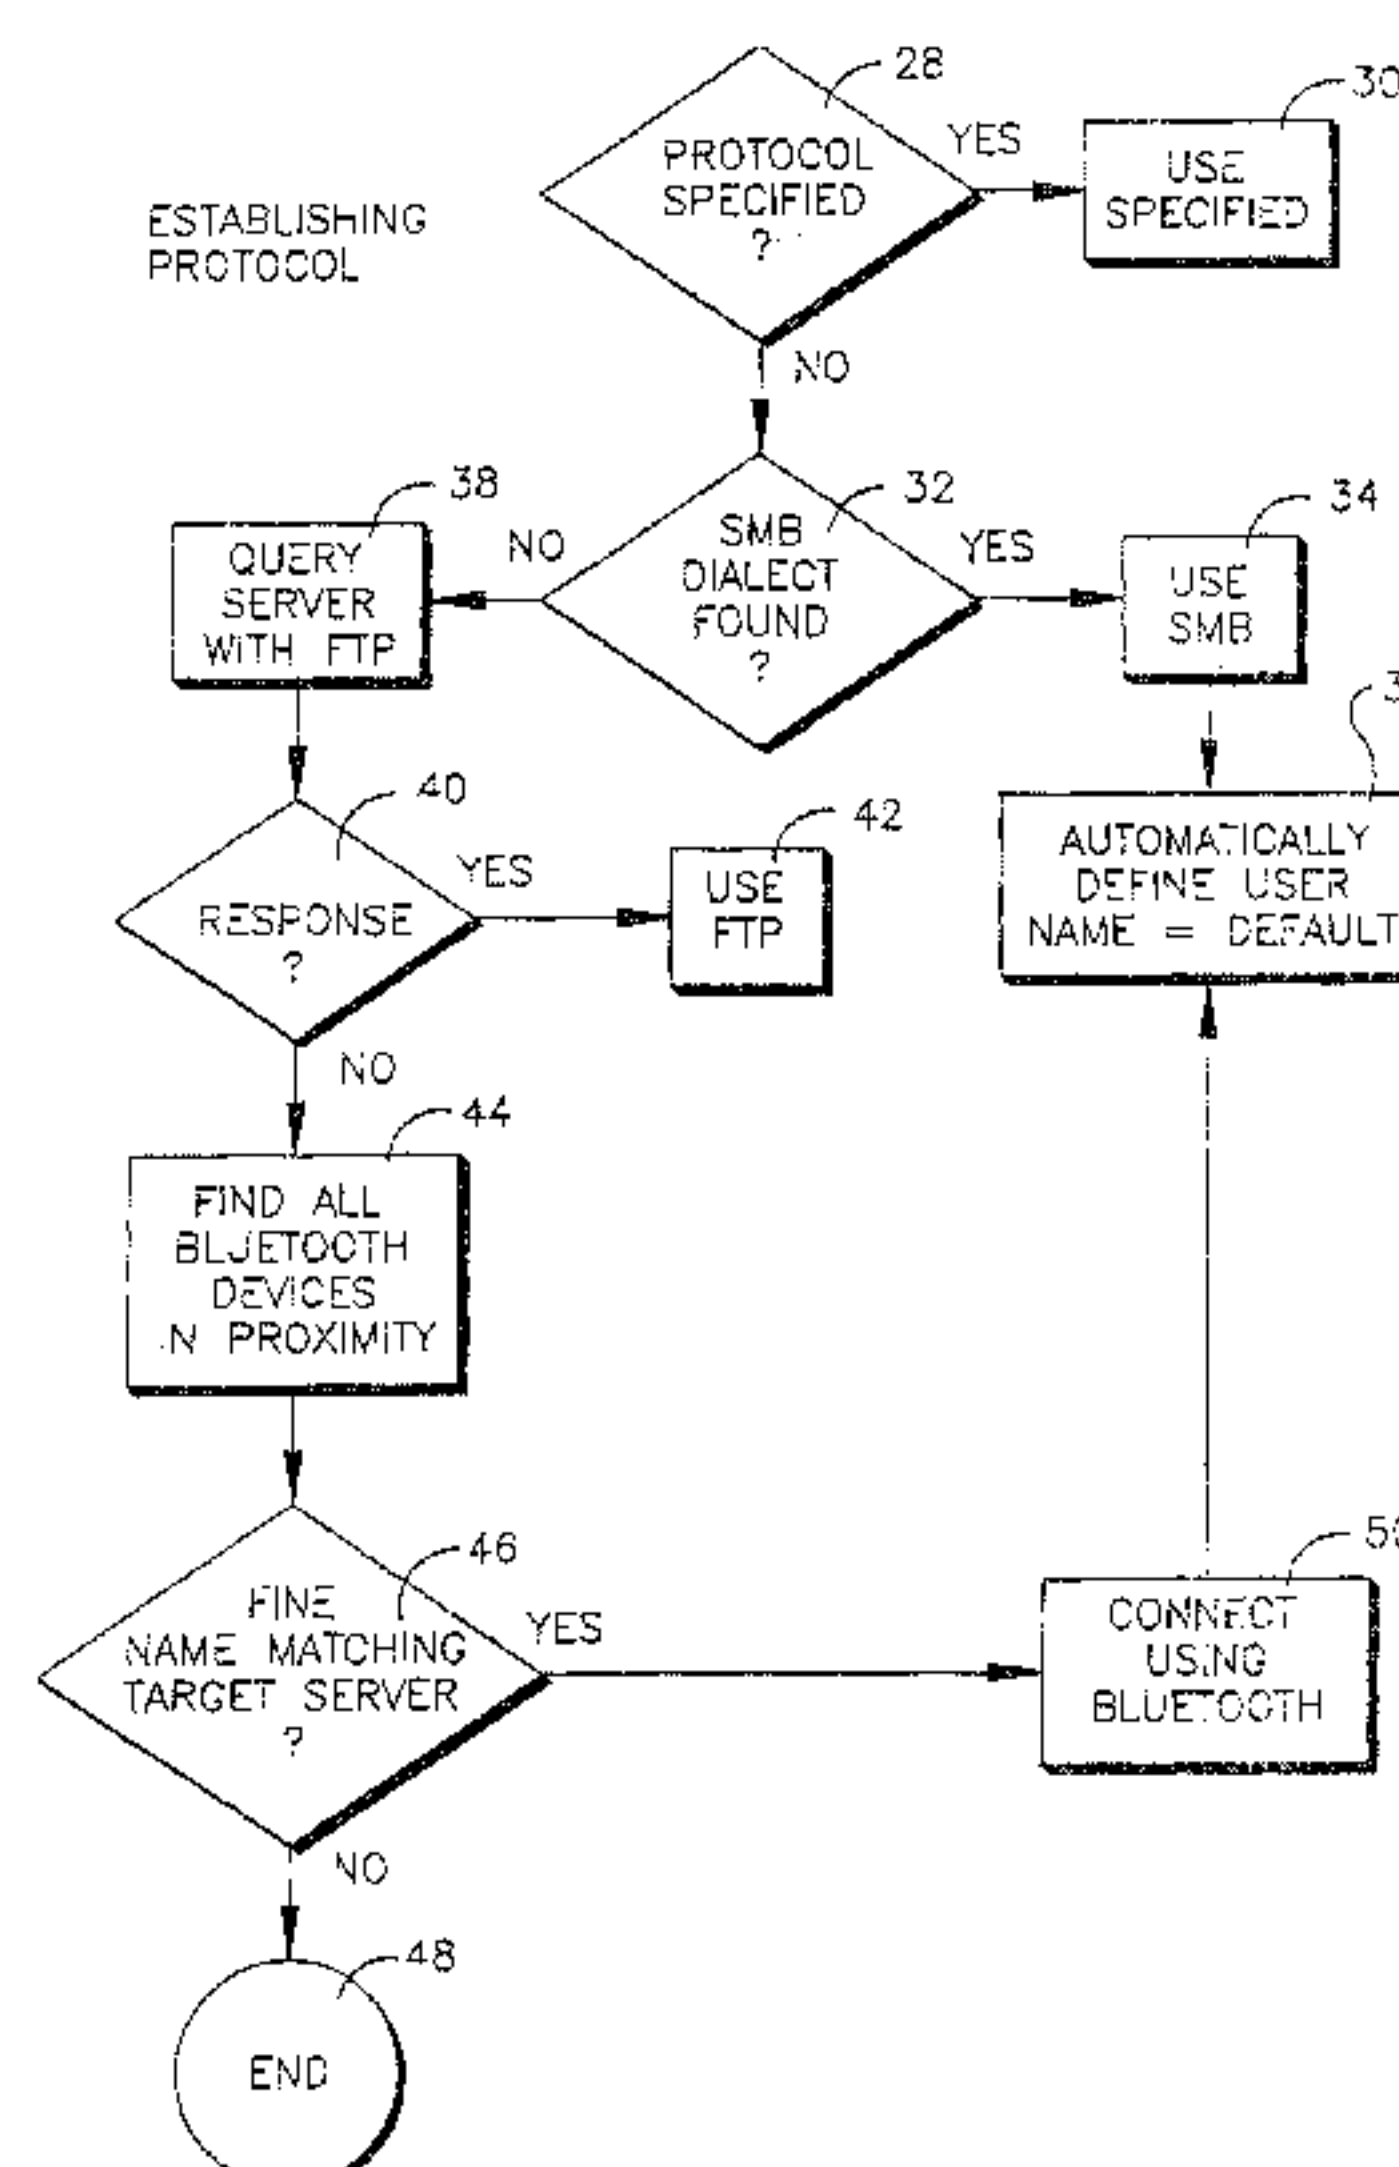 28
30
PROTOCOL
SPECIFIED
?
YES
USE
SPECIFIED
ESTABLISHING
PROTOCOL
NO
38
32
34
QUERY
SERVER
WITH FTP
NO
SMB
DIALECT
FOUND
?
YES
USE
SMB
40
42
RESPONSE
?
YES
USE
FTP
AUTOMATICALLY
DEFINE USER
NAME = DEFAULT
NO
44
FIND ALL
BLUETOOTH
DEVICES
IN PROXIMITY
46
50
FINE
NAME MATCHING
TARGET SERVER
?
YES
CONNECT
USING
BLUETOOTH
NO
48
END